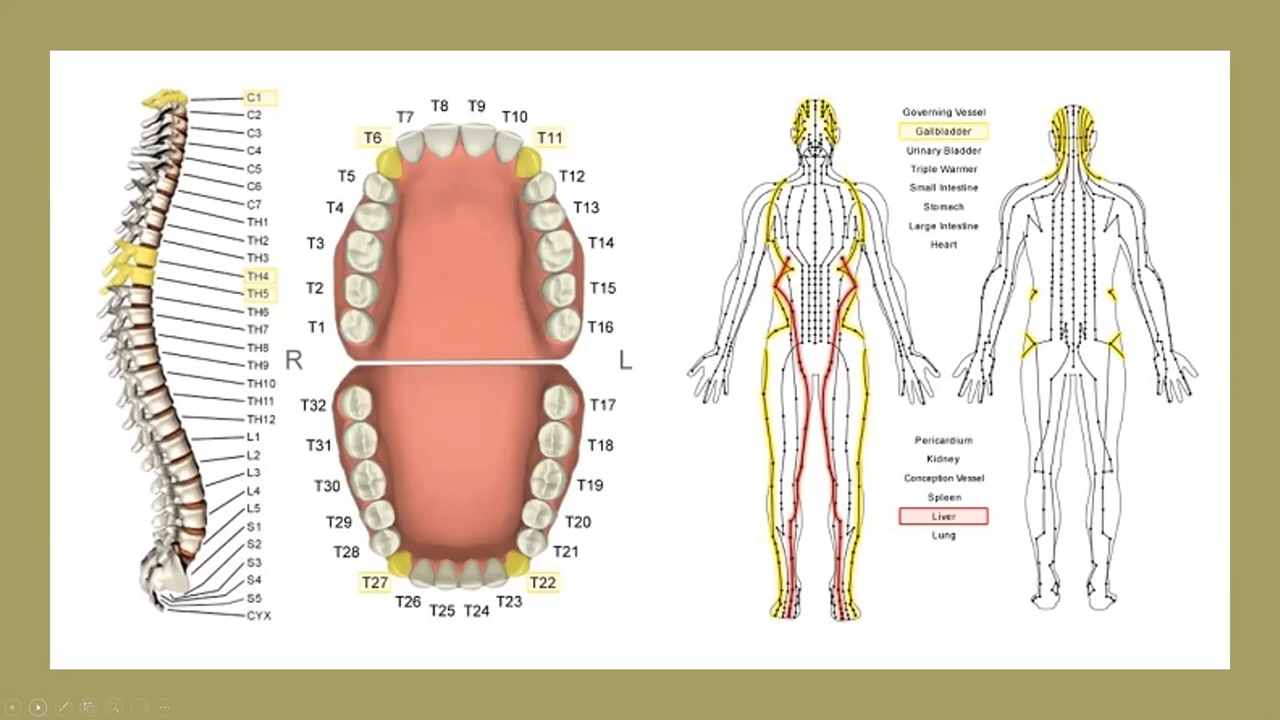 C1
C2
C3
C4
C5
C6
C7
TH1
TH2
TH3
TH4
TH5
TH6
TH7
TH8
TH9
TH10
TH11
TH12
L1
L2
L3
L4
L5
S1
S2
S3
S4
S5
CYX
R
L
T1
T2
T3
T4
T5
T6
T7
T8
T9
T10
T11
T12
T13
T14
T15
T16
T17
T18
T19
T20
T21
T22
T23
T24
T25
T26
T27
T28
T29
T30
T31
T32
Governing Vessel
Gallbladder
Urinary Bladder
Triple Warmer
Small Intestine
Stomach
Large Intestine
Heart
Pericardium
Kidney
Conception Vessel
Spleen
Liver
Lung